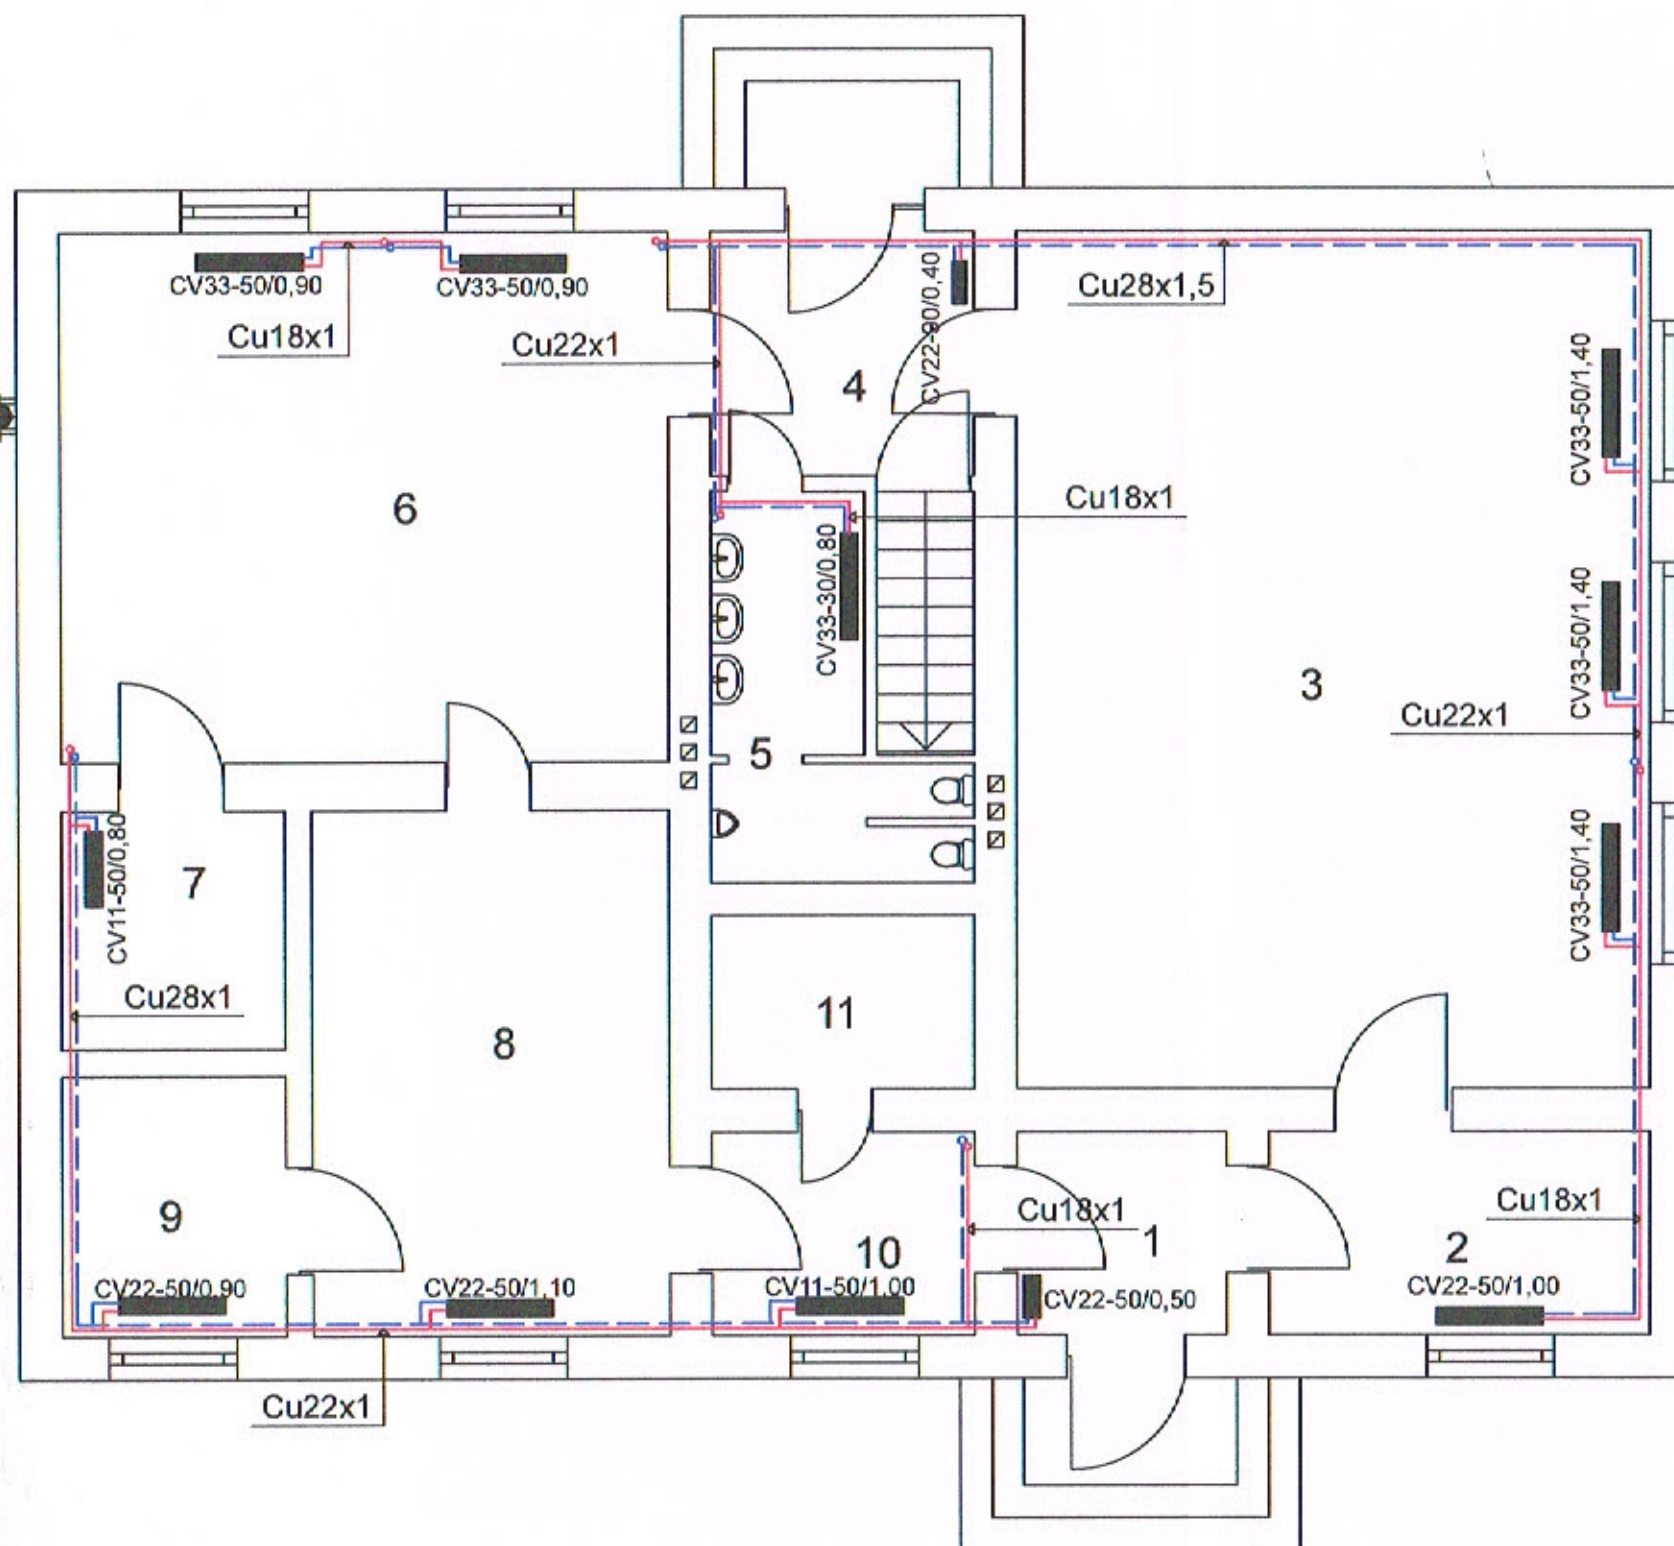 CV33-50/0,90
CV33-50/0,90
Cu18x1
Cu22x1
CV22-90/0,40
Cu28x1,5
4
CV33-50/1,40
6
Cu18x1
CV33-30/0,80
CV33-50/1,40
3
Cu22x1
5
CV11-50/0,80
7
CV33-50/1,40
Cu28x1
8
11
9
Cu18x1
1
Cu18x1
10
2
CV22-50/0,90
CV22-50/1,10
CV11-50/1,00
CV22-50/0,50
CV22-50/1,00
Cu22x1